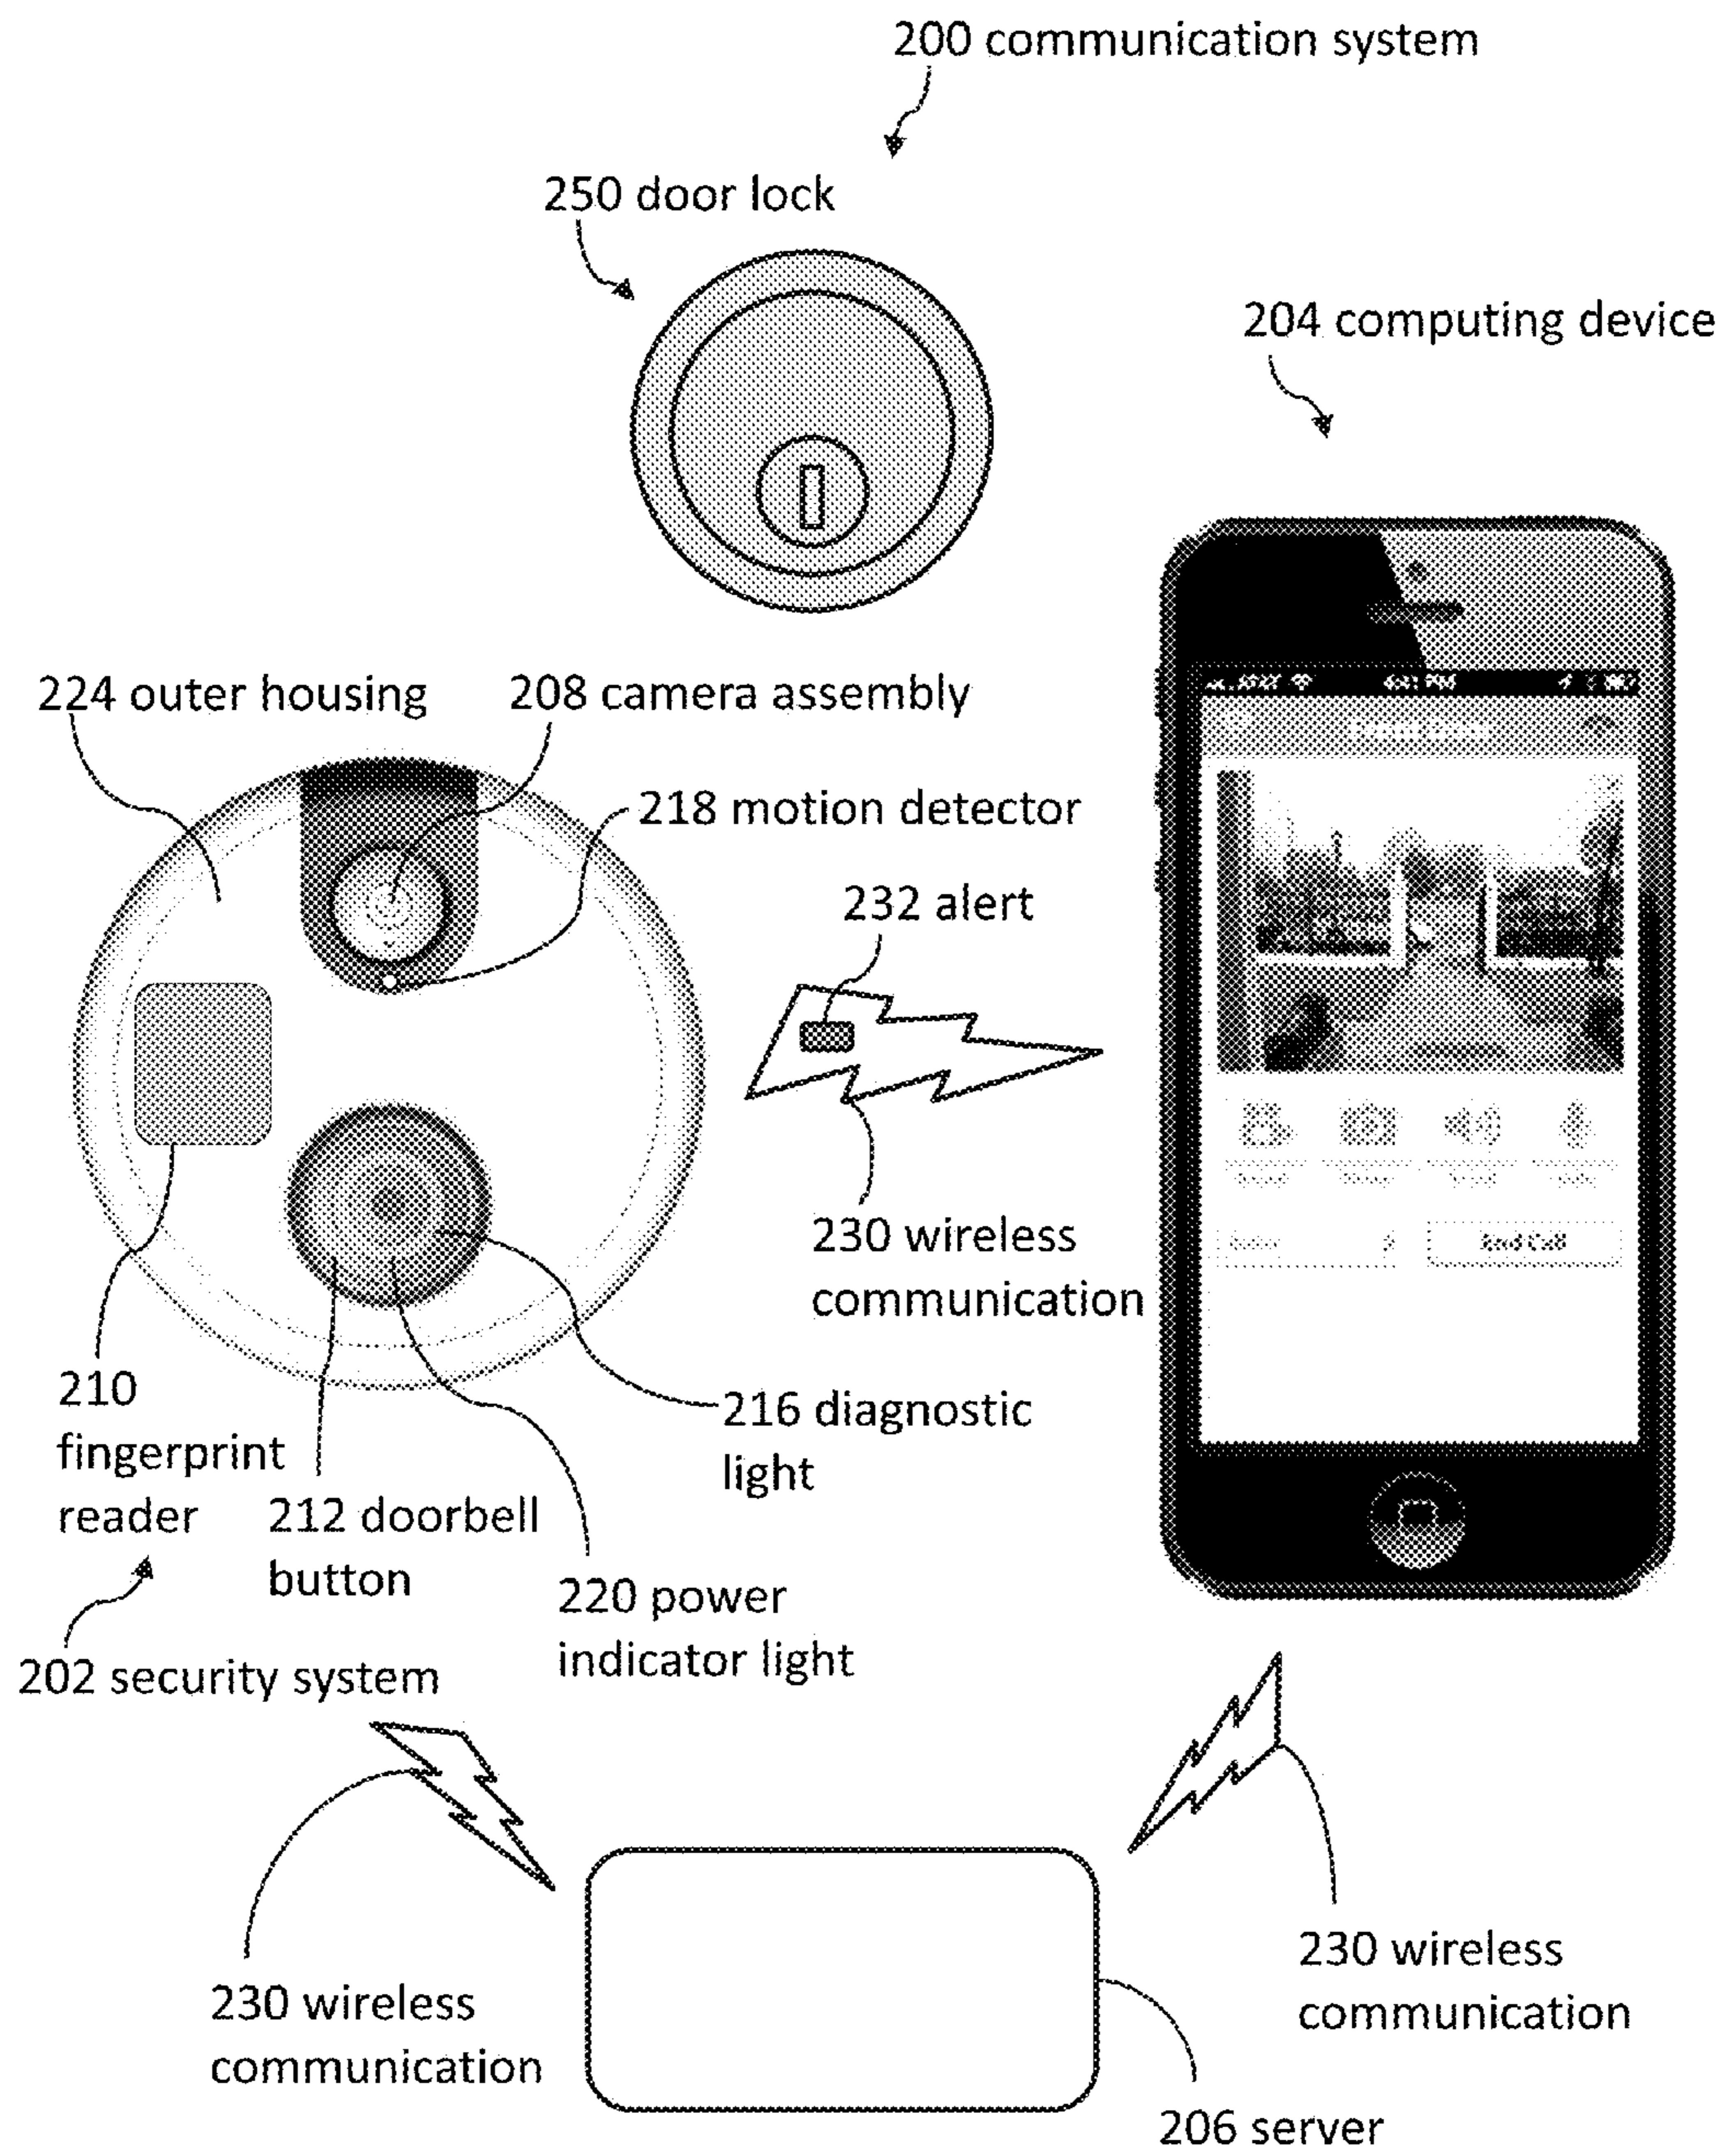 200 communication system
250 door lock
204 computing device
224 outer housing
208 camera assembly
218 motion detector
232 alert
230 wireless
communication
End Call
210
fingerprint
reader
216 diagnostic
light
212 doorbell
button
220 power
indicator light
202 security system
230 wireless
communication
230 wireless
communication
206 server